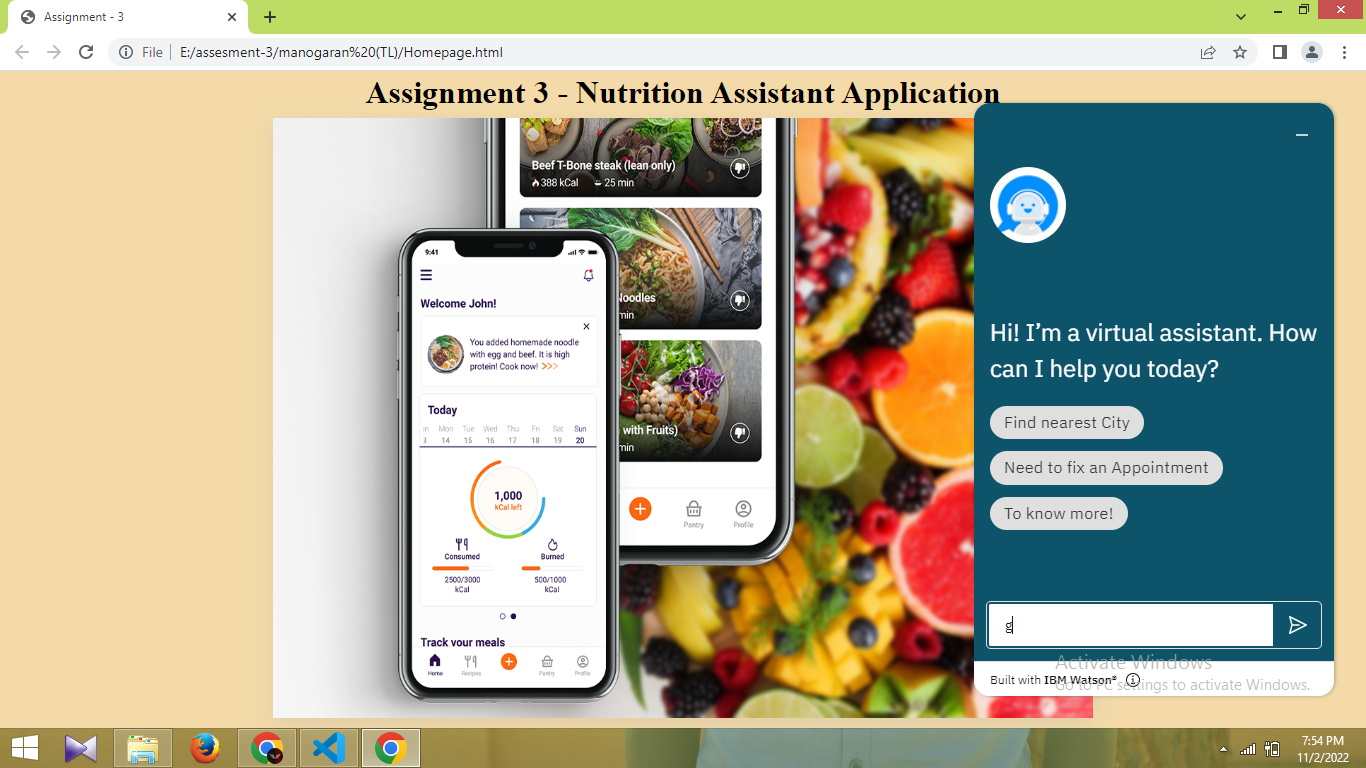 Assignment - 3
File
E:/assesment-3/manogaran%20(TL)/Homepage.html
Assignment 3 - Nutrition Assistant Application
Beef T-Bone steak (lean only)
388 kCal 25 min
Noodles
min
with Fruits)
min
Pantry Profile
9:41
Welcome John!
You added homemade noodle
with egg and beef. It is high
protein! Cook now! >>>
Today
n Mon Tue Wed Thu Fri Sat Sun
3 14 15 16 17 18 19 20
1,000
kCal left
Consumed Burned
2500/3000 500/1000
kCal kCal
Track your meals
Home Recipes Pantry Profile
Hi! I’m a virtual assistant. How
can I help you today?
Find nearest City
Need to fix an Appointment
To know more!
g
Activate Windows
Go to PC settings to activate Windows.
Built with IBM Watson®
7:54 PM
11/2/2022